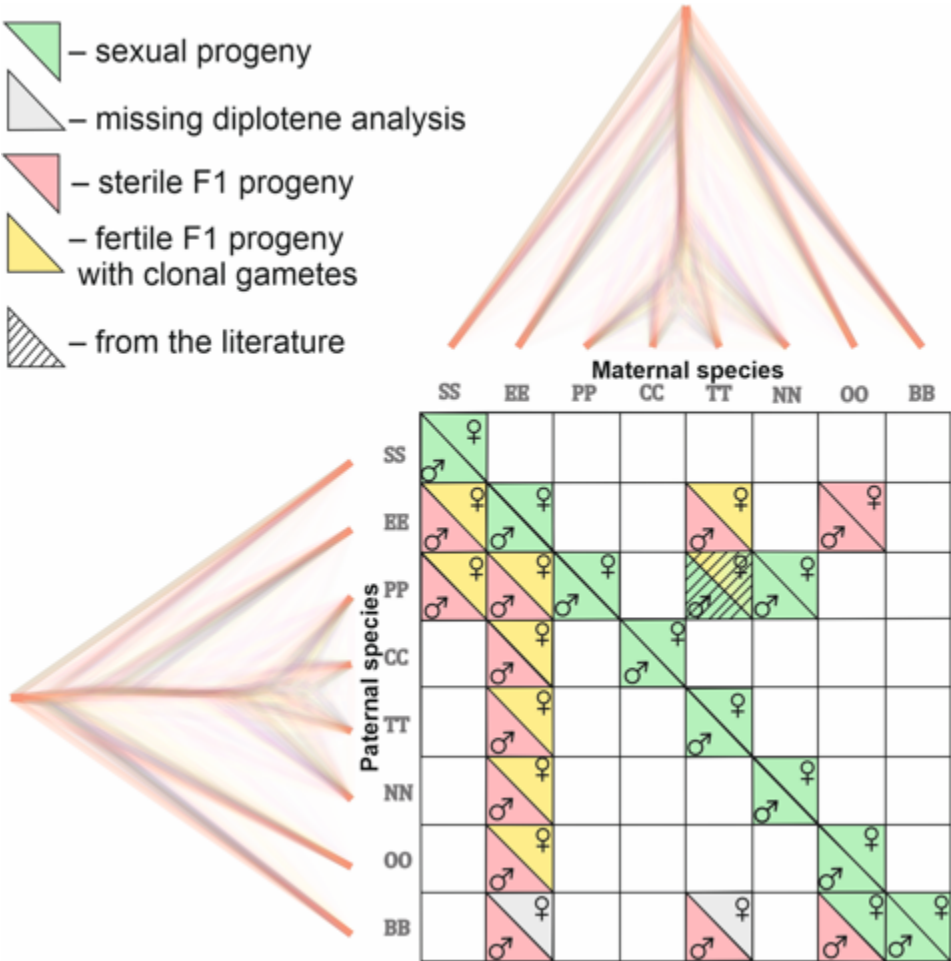 – sexual progeny
– missing diplotene analysis
– sterile F1 progeny
– fertile F1 progeny
with clonal gametes
– from the literature
Maternal species
SS EE PP CC TT NN OO BB
Paternal species
SS
EE
PP
CC
TT
NN
OO
BB